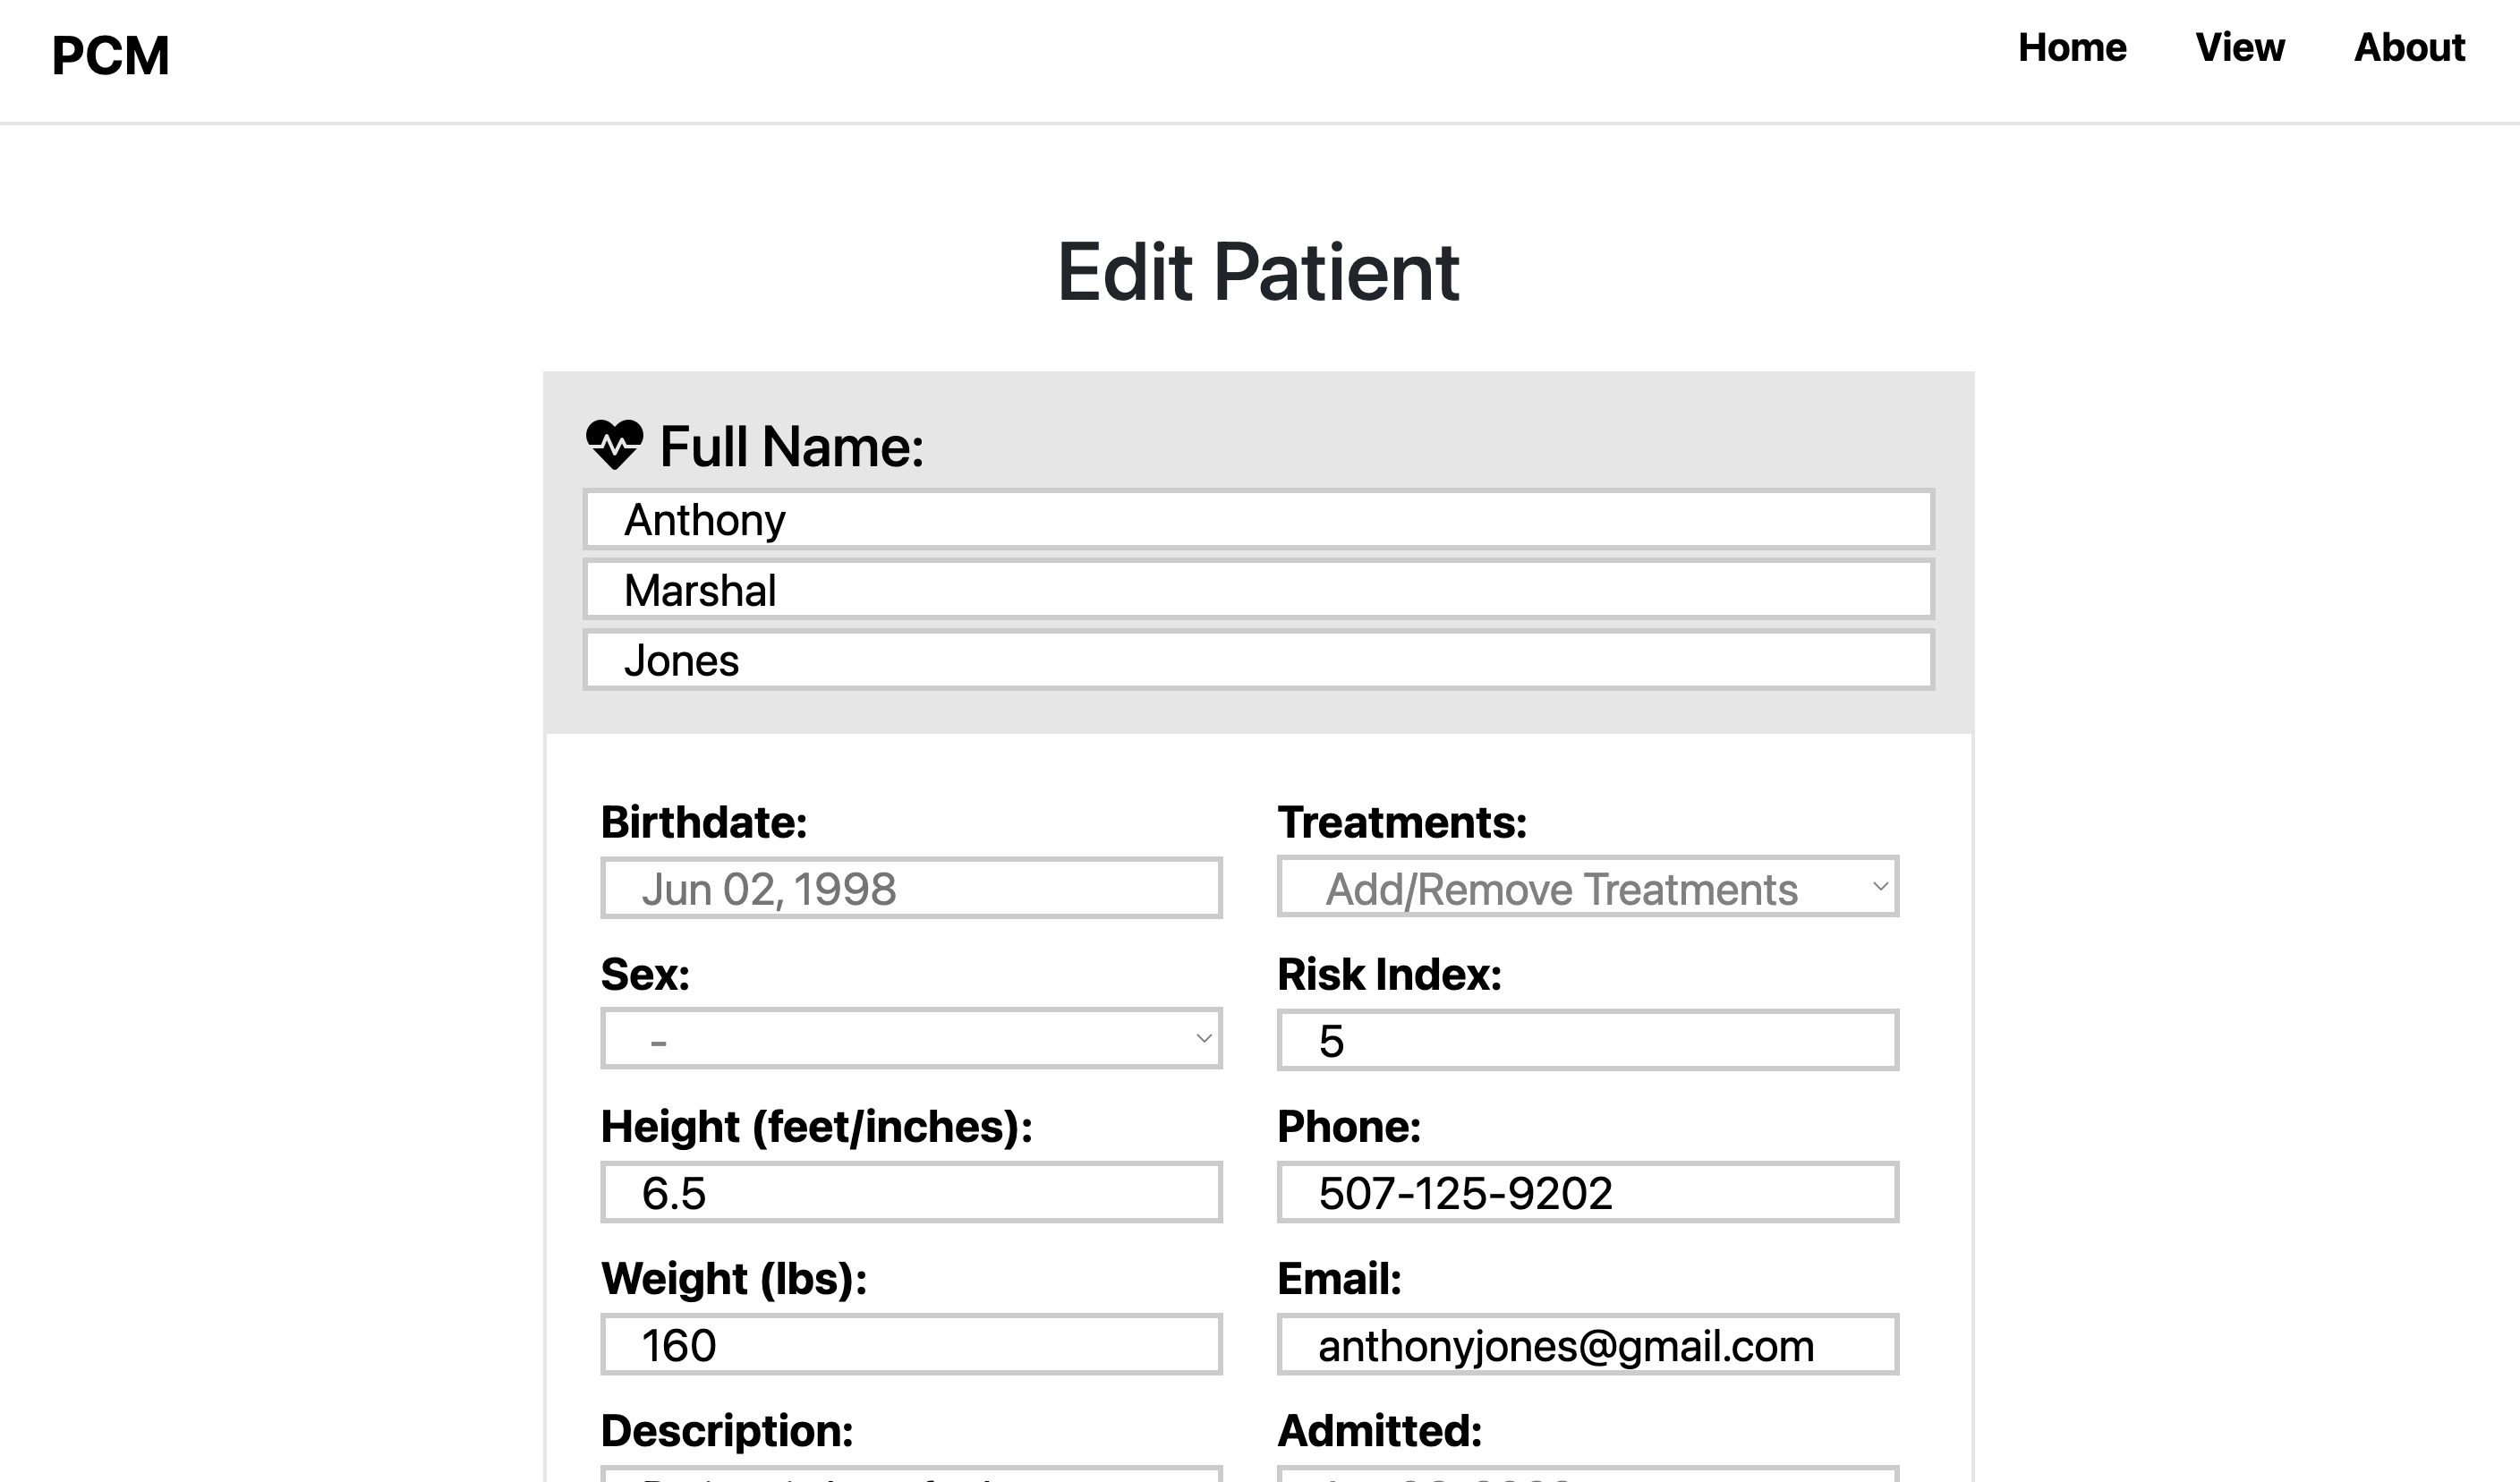 PCM
Home View About
Edit Patient
Full Name:
Anthony
Marshal
Jones
Birthdate:
Jun 02, 1998
Sex:
-
Height (feet/inches):
6.5
Weight (lbs):
160
Description:
Treatments:
Add/Remove Treatments
Risk Index:
5
Phone:
507-125-9202
Email:
anthonyjones@gmail.com
Admitted: